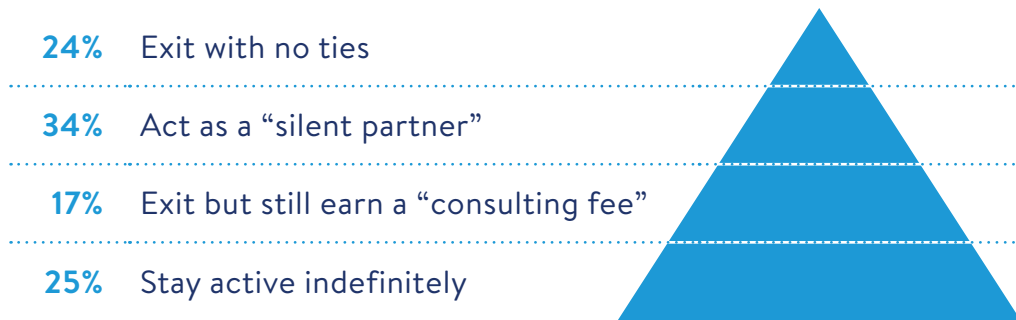 24% Exit with no ties
34% Act as a “silent partner”
17% Exit but still earn a “consulting fee”
25% Stay active indefinitely